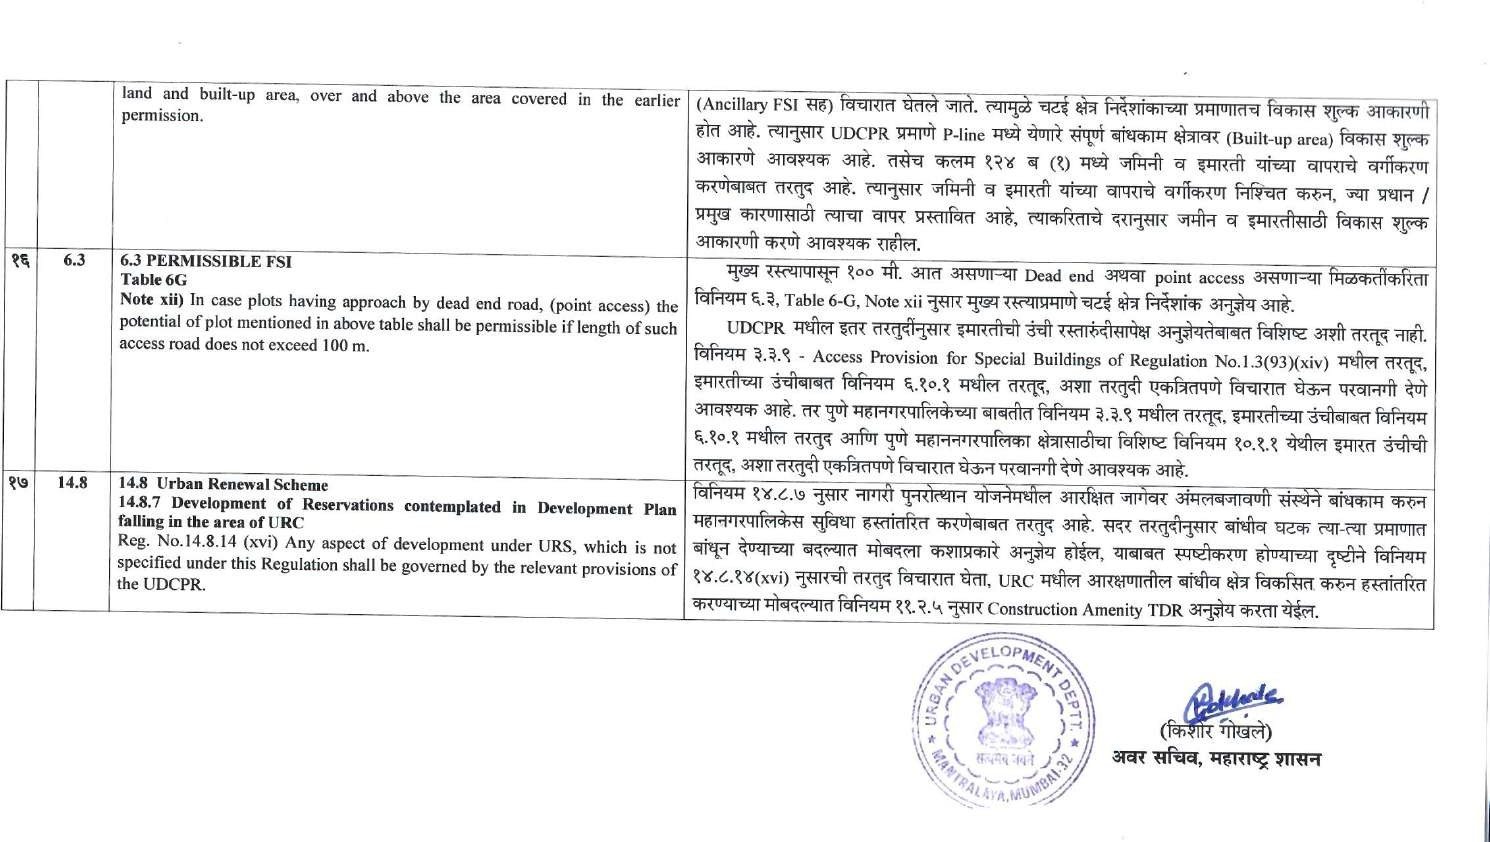 land and built-up area, over and above the area covered in the earlier
permission.
(Ancillary FSI सह) विचारात घेतले जाते. त्यामुळे चटई क्षेत्र निर्देशांकाच्या प्रमाणातच विकास शुल्क आकारणी
होत आहे. त्यानुसार UDCPR प्रमाणे P-line मध्ये येणारे संपूर्ण बांधकाम क्षेत्रावर (Built-up area) विकास शुल्क
आकारणे आवश्यक आहे. तसेच कलम १२४ ब (१) मध्ये जमिनी व इमारती यांच्या वापराचे वर्गीकरण
करणेबाबत तरतुद आहे. त्यानुसार जमिनी व इमारती यांच्या वापराचे वर्गीकरण निश्चित करुन, ज्या प्रधान /
प्रमुख कारणासाठी त्याचा वापर प्रस्तावित आहे, त्याकरिताचे दरानुसार जमीन व इमारतीसाठी विकास शुल्क
आकारणी करणे आवश्यक राहील.
१६ 6.3
6.3 PERMISSIBLE FSI
Table 6G
Note xii) In case plots having approach by dead end road, (point access) the
potential of plot mentioned in above table shall be permissible if length of such
access road does not exceed 100 m.
मुख्य रस्त्यापासून १०० मी. आत असणाऱ्या Dead end अथवा point access असणाऱ्या मिळकतींकरिता
विनियम ६.३, Table 6-G, Note xii नुसार मुख्य रस्त्याप्रमाणे चटई क्षेत्र निर्देशांक अनुज्ञेय आहे.
UDCPR मधील इतर तरतुदींनुसार इमारतीची उंची रस्तारुंदीसापेक्ष अनुज्ञेयतेबाबत विशिष्ट अशी तरतूद नाही.
विनियम ३.३.९ - Access Provision for Special Buildings of Regulation No.1.3(93)(xiv) मधील तरतूद,
इमारतीच्या उंचीबाबत विनियम ६.१०.१ मधील तरतूद, अशा तरतुदी एकत्रितपणे विचारात घेऊन परवानगी देणे
आवश्यक आहे. तर पुणे महानगरपालिकेच्या बाबतीत विनियम ३.३.९ मधील तरतूद, इमारतीच्या उंचीबाबत विनियम
६.१०.१ मधील तरतुद आणि पुणे महाननगरपालिका क्षेत्रासाठीचा विशिष्ट विनियम १०.१.१ येथील इमारत उंचीची
तरतूद, अशा तरतुदी एकत्रितपणे विचारात घेऊन परवानगी देणे आवश्यक आहे.
१७ 14.8
14.8 Urban Renewal Scheme
14.8.7 Development of Reservations contemplated in Development Plan
falling in the area of URC
Reg. No.14.8.14 (xvi) Any aspect of development under URS, which is not
specified under this Regulation shall be governed by the relevant provisions of
the UDCPR.
विनियम १४.८.७ नुसार नागरी पुनरोत्थान योजनेमधील आरक्षित जागेवर अंमलबजावणी संस्थेने बांधकाम करुन
महानगरपालिकेस सुविधा हस्तांतरित करणेबाबत तरतुद आहे. सदर तरतुदीनुसार बांधीव घटक त्या-त्या प्रमाणात
बांधून देण्याच्या बदल्यात मोबदला कशाप्रकारे अनुज्ञेय होईल, याबाबत स्पष्टीकरण होण्याच्या दृष्टीने विनियम
१४.८.१४(xvi) नुसारची तरतुद विचारात घेता, URC मधील आरक्षणातील बांधीव क्षेत्र विकसित करुन हस्तांतरित
करण्याच्या मोबदल्यात विनियम ११.२.५ नुसार Construction Amenity TDR अनुज्ञेय करता येईल.
URBAN DEVELOPMENT DEPTT.
सत्यमेव जयते
★ MANTRALAYA, MUMBAI-32 ★
(किशोर गोखले)
अवर सचिव, महाराष्ट्र शासन